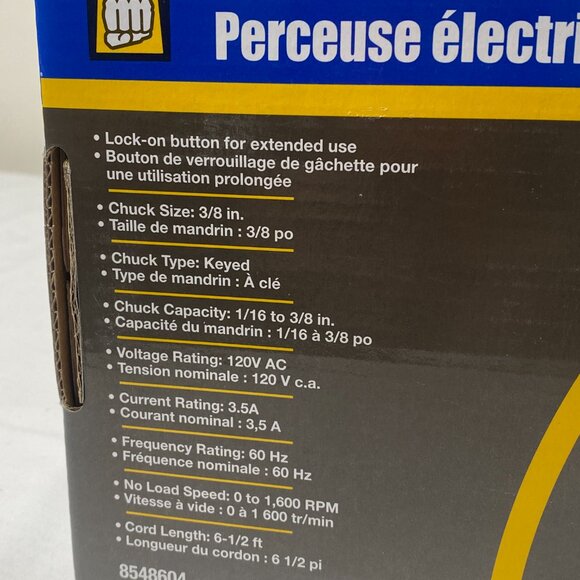 Perceuse électri
• Lock-on button for extended use
• Bouton de verrouillage de gâchette pour
une utilisation prolongée
• Chuck Size: 3/8 in.
• Taille de mandrin : 3/8 po
• Chuck Type: Keyed
• Type de mandrin : À clé
• Chuck Capacity: 1/16 to 3/8 in.
• Capacité du mandrin : 1/16 à 3/8 po
• Voltage Rating: 120V AC
• Tension nominale : 120 V c.a.
• Current Rating: 3.5A
• Courant nominal : 3,5 A
• Frequency Rating: 60 Hz
• Fréquence nominale : 60 Hz
• No Load Speed: 0 to 1,600 RPM
• Vitesse à vide : 0 à 1 600 tr/min
• Cord Length: 6-1/2 ft
• Longueur du cordon : 6 1/2 pi
8548604